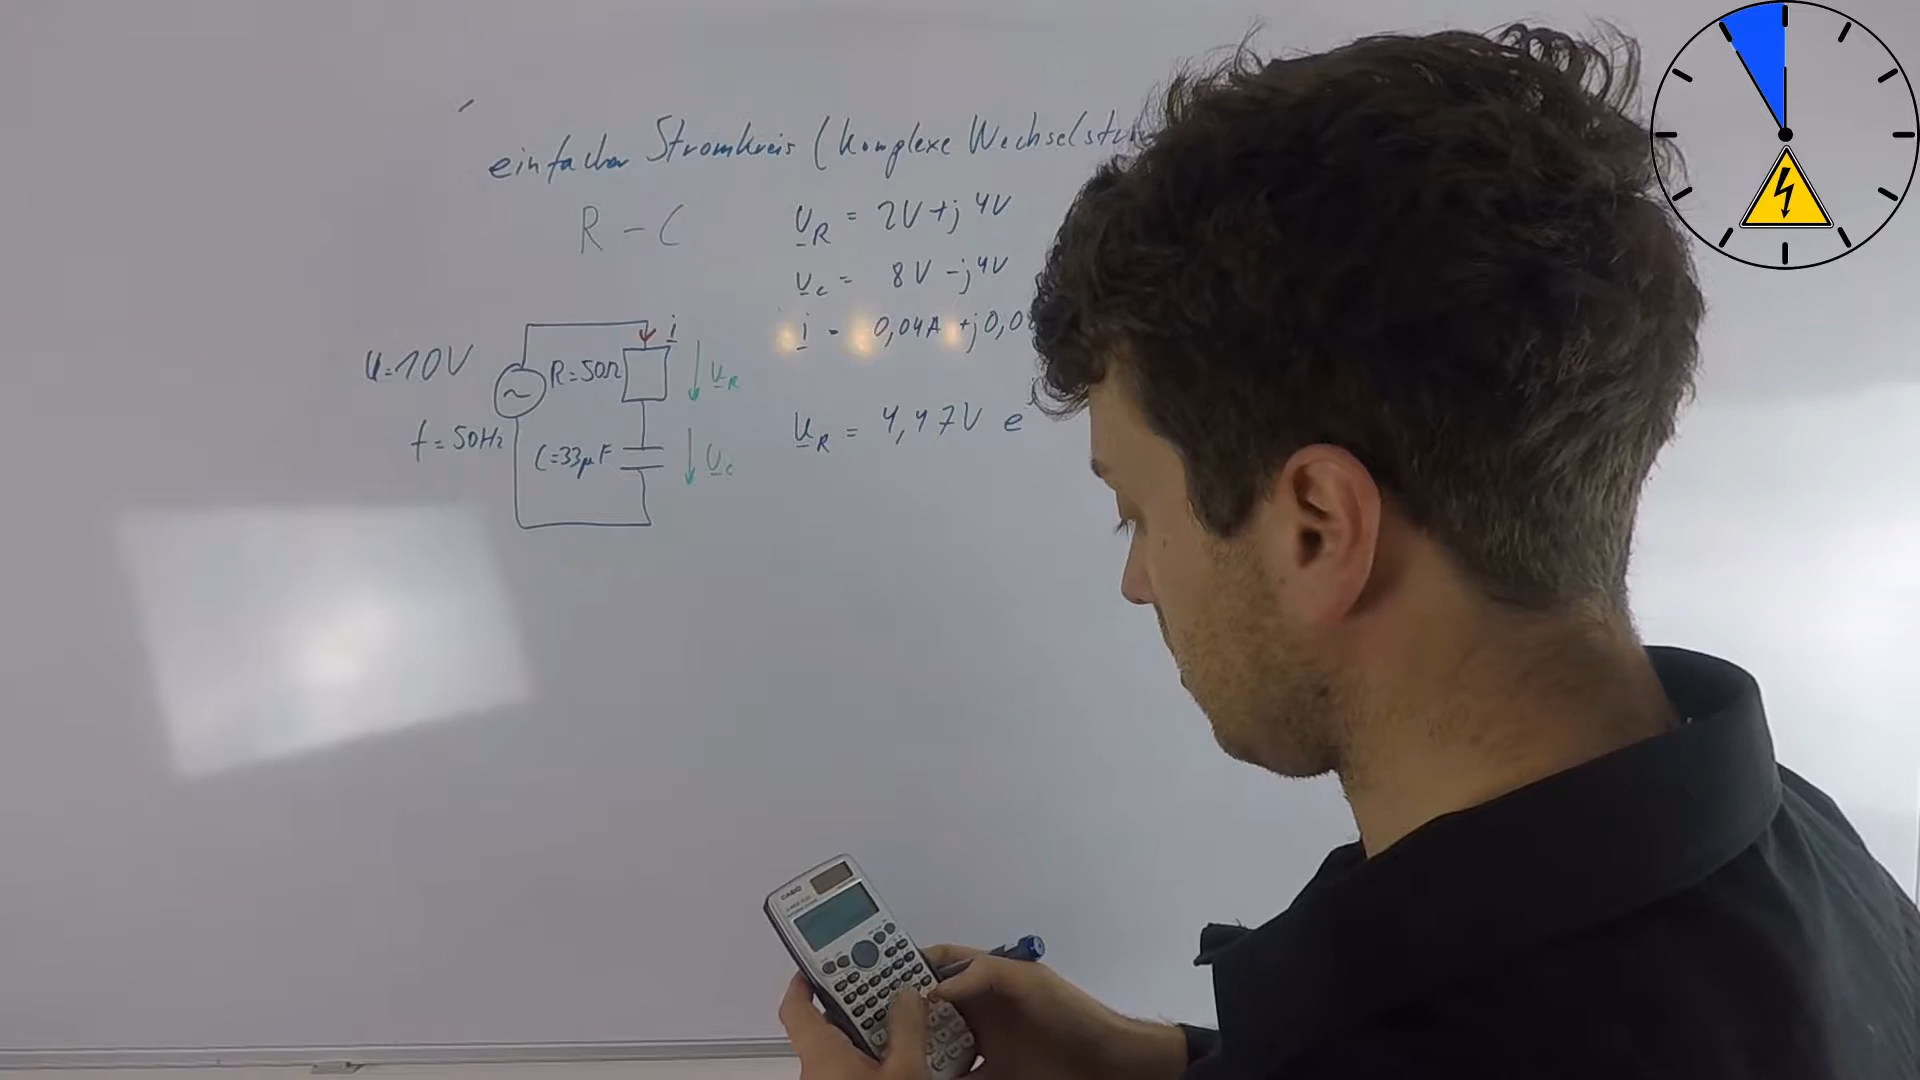 einfacher Stromkreis (Komplexe Wechselstr
R - C
U_R = 2V + j 4V
U_C = 8V - j 4V
i = 0,04A + j 0,0
i
U = 10V
R = 50Ω
U_R
U_R = 4,47V e
f = 50Hz
C = 33µF
U_C
CASIO